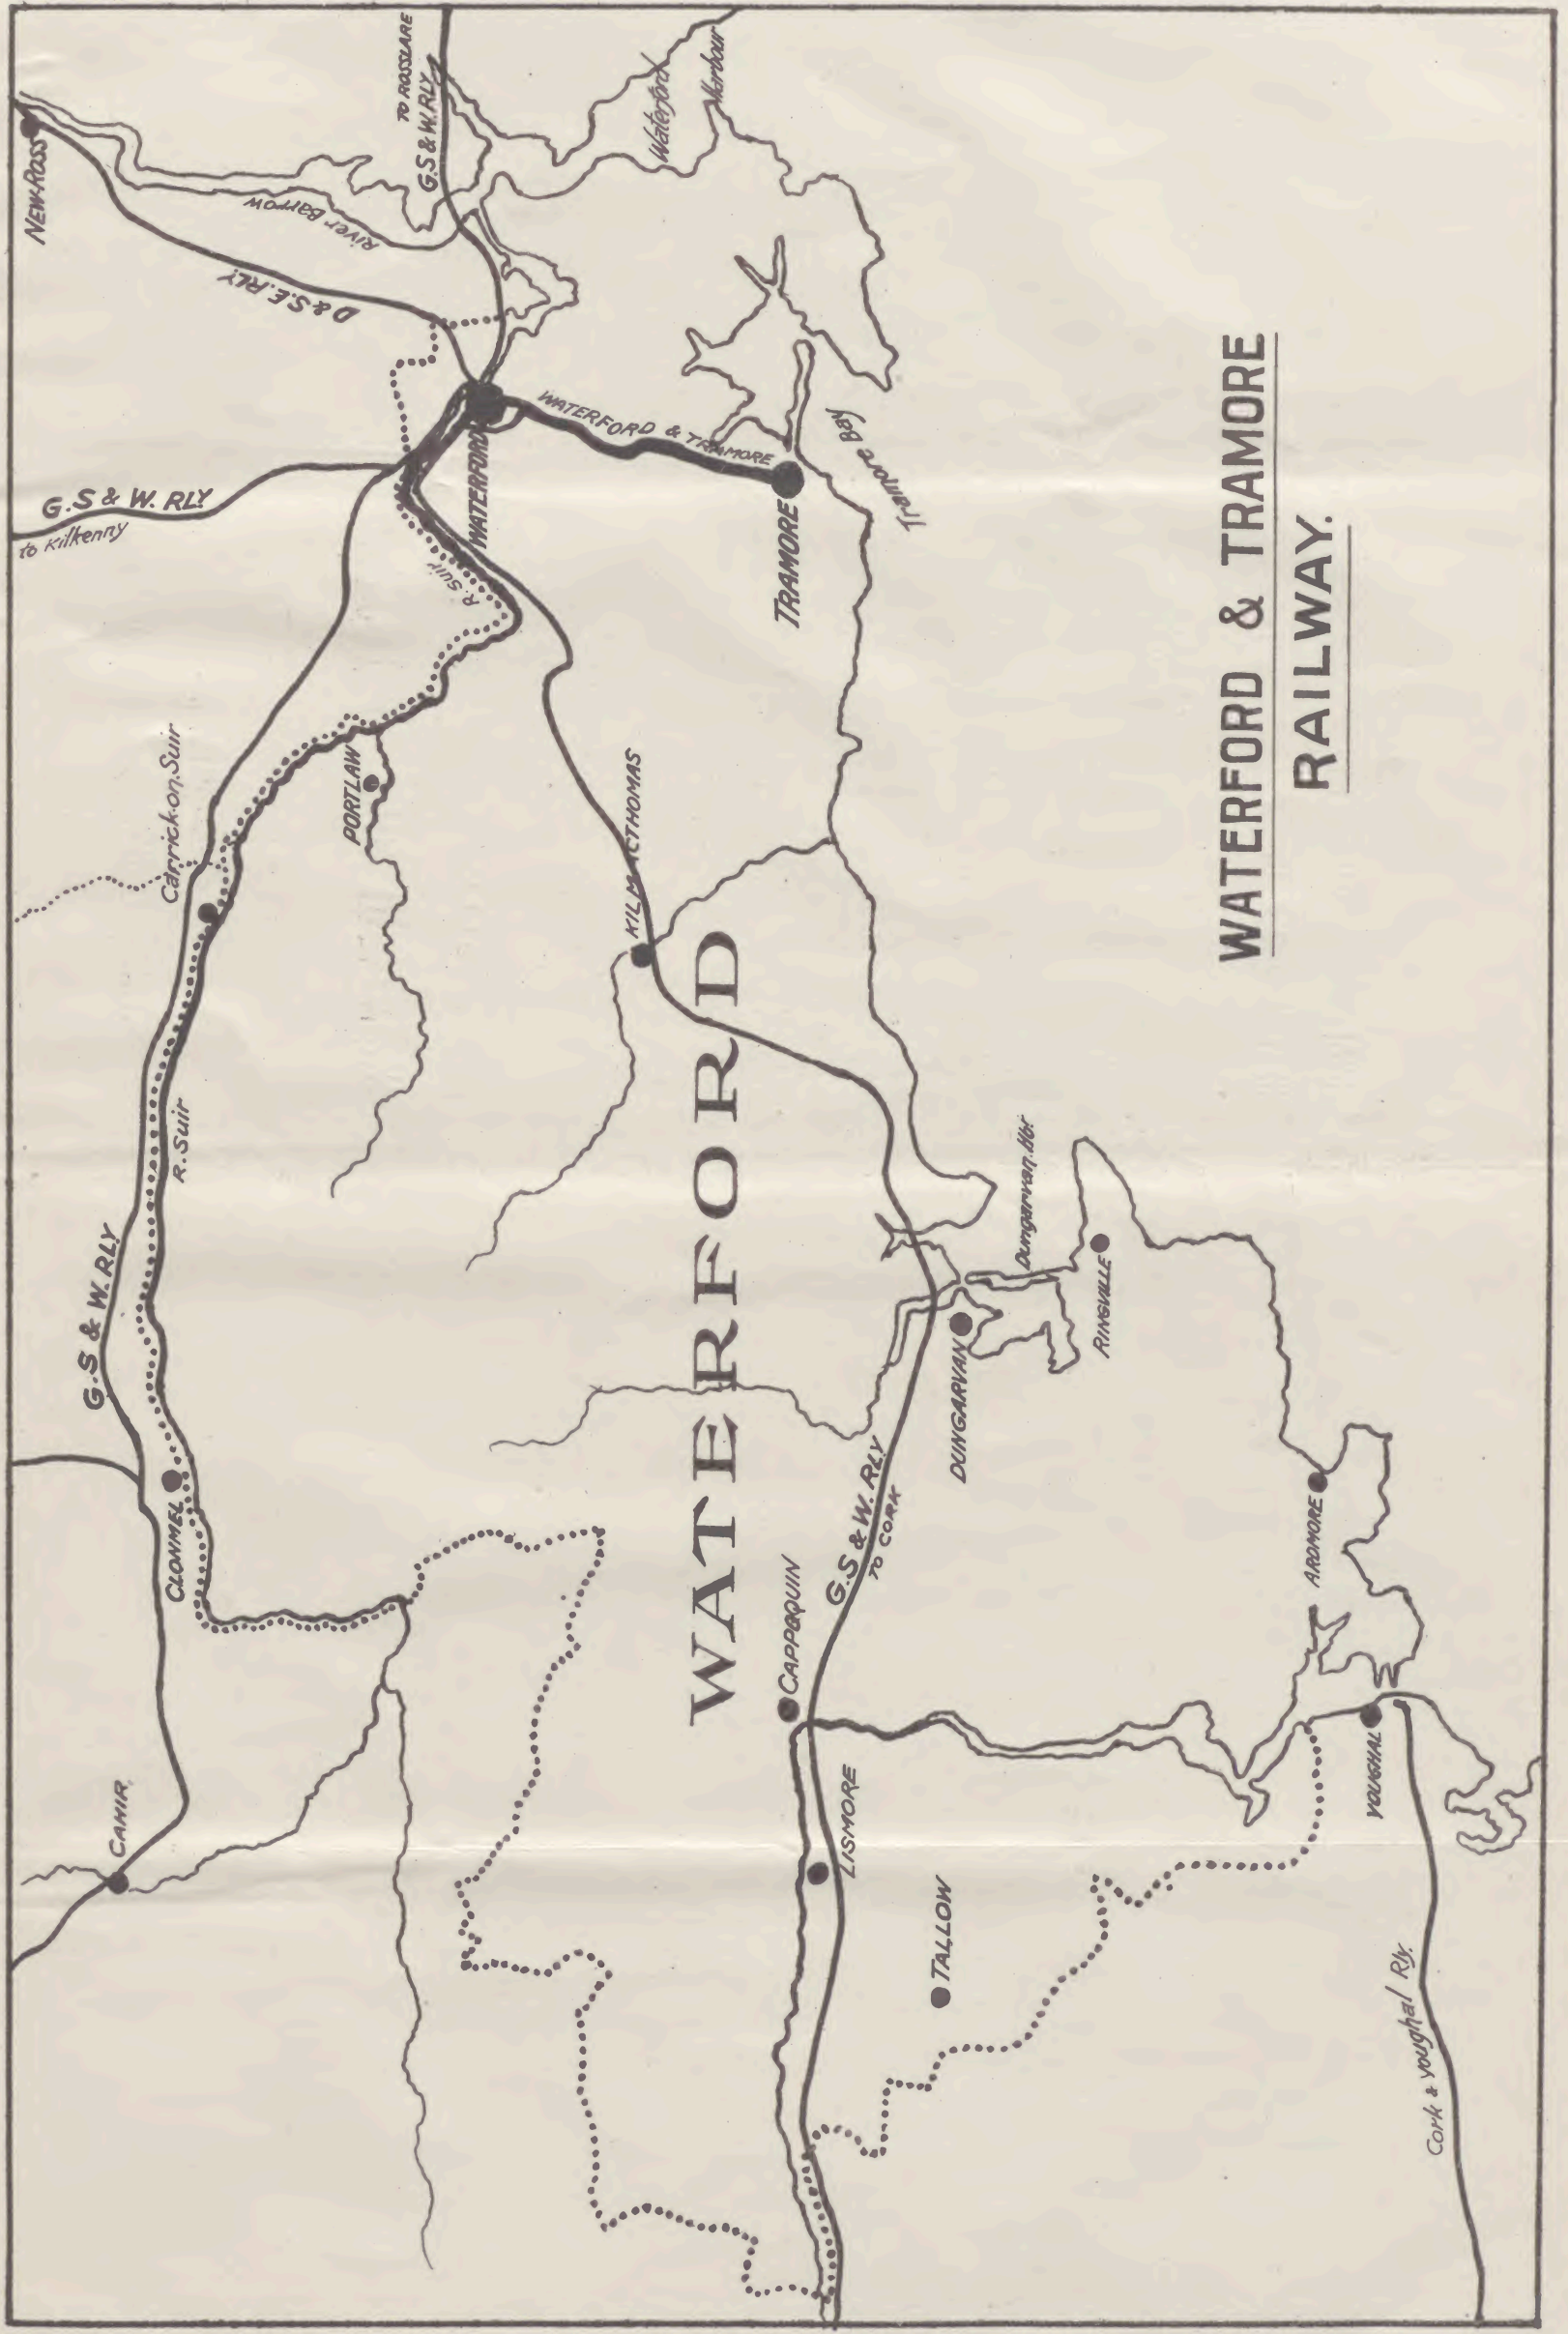 WATERFORD & TRAMORE
RAILWAY.
WATERFORD
CAHIR
CLONMEL
G.S & W. RLY
R. Suir
Carrick.on.Suir
PORTLAW
R. Suir
to Kilkenny
G.S & W. RLY
NEW-ROSS
D & S.E. RLY
River Barrow
TO ROSSLARE
G.S & W. RLY
Waterford
Harbour
WATERFORD
WATERFORD & TRAMORE
TRAMORE
Tramore Bay
KILMACTHOMAS
Dungarvan. Hbr.
RINGVILLE
DUNGARVAN
G.S & W. RLY
TO CORK
CAPPOQUIN
LISMORE
TALLOW
ARDMORE
YOUGHAL
Cork & Youghal Rly.